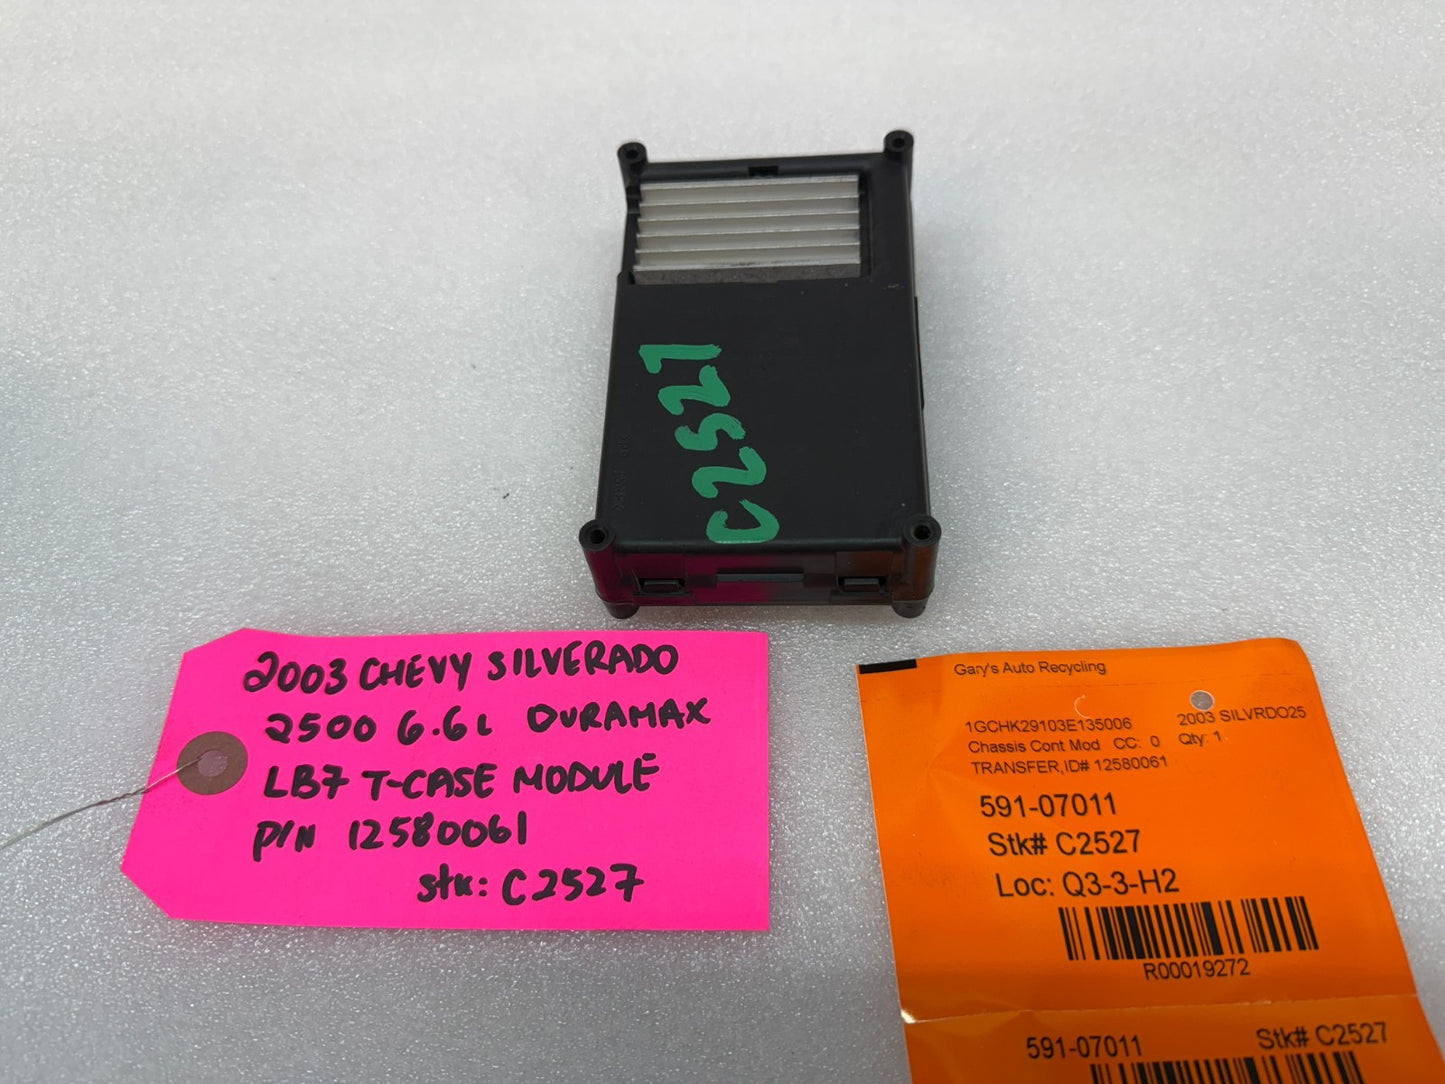 C2527
2003 CHEVY SILVERADO
2500 6.6L DURAMAX
LB7 T-CASE MODULE
P/N 12580061
stk: C2527
Gary's Auto Recycling
1GCHK29103E135006 2003 SILVRDO25
Chassis Cont Mod CC: 0 Qty: 1
TRANSFER,ID# 12580061
591-07011
Stk# C2527
Loc: Q3-3-H2
R00019272
591-07011 Stk# C2527